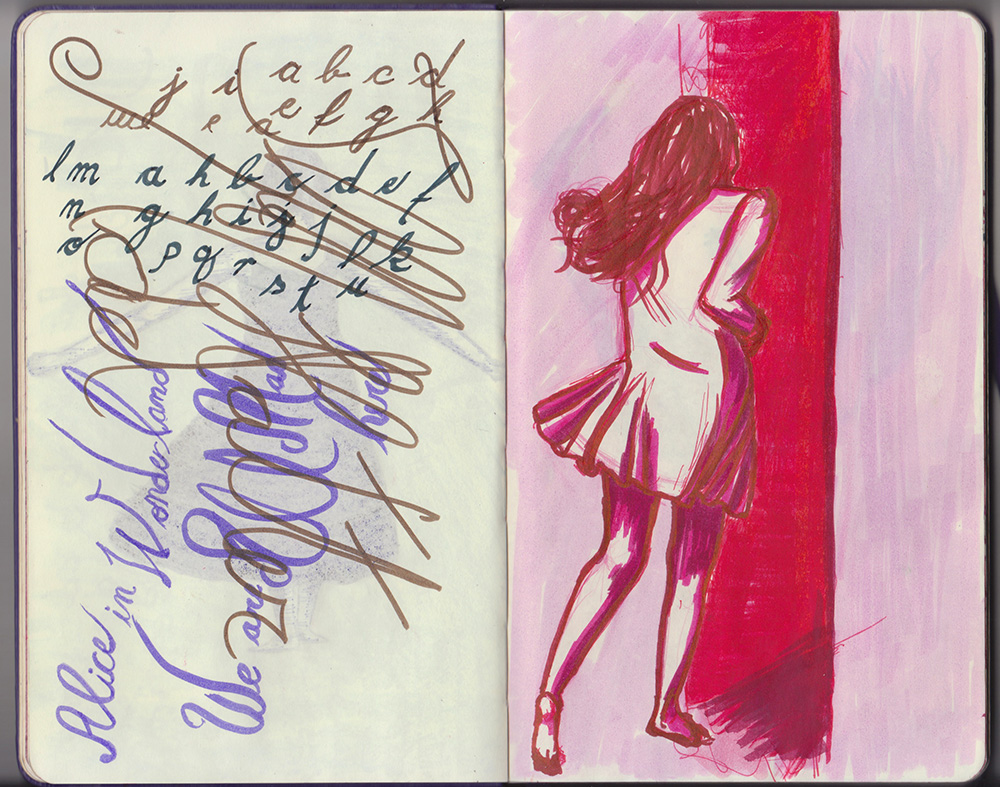 j i a b c d
e n e f g h
l m a h b c d e f
n g h i j j l k
o p q r
s t u
Alice in Wonderland
We are all mad here